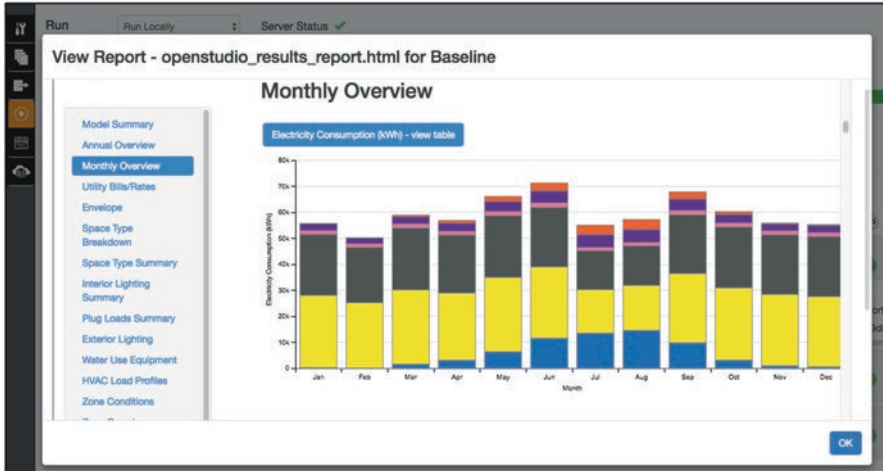 Run
Run Locally
Server Status
View Report - openstudio_results_report.html for Baseline
Model Summary
Annual Overview
Monthly Overview
Utility Bills/Rates
Envelope
Space Type
Breakdown
Space Type Summary
Interior Lighting
Summary
Plug Loads Summary
Exterior Lighting
Water Use Equipment
HVAC Load Profiles
Zone Conditions
Monthly Overview
Electricity Consumption (kWh) - view table
Electricity Consumption (kWh)
80k
70k
60k
50k
40k
30k
20k
10k
0
Jan Feb Mar Apr May Jun Jul Aug Sep Oct Nov Dec
Month
OK